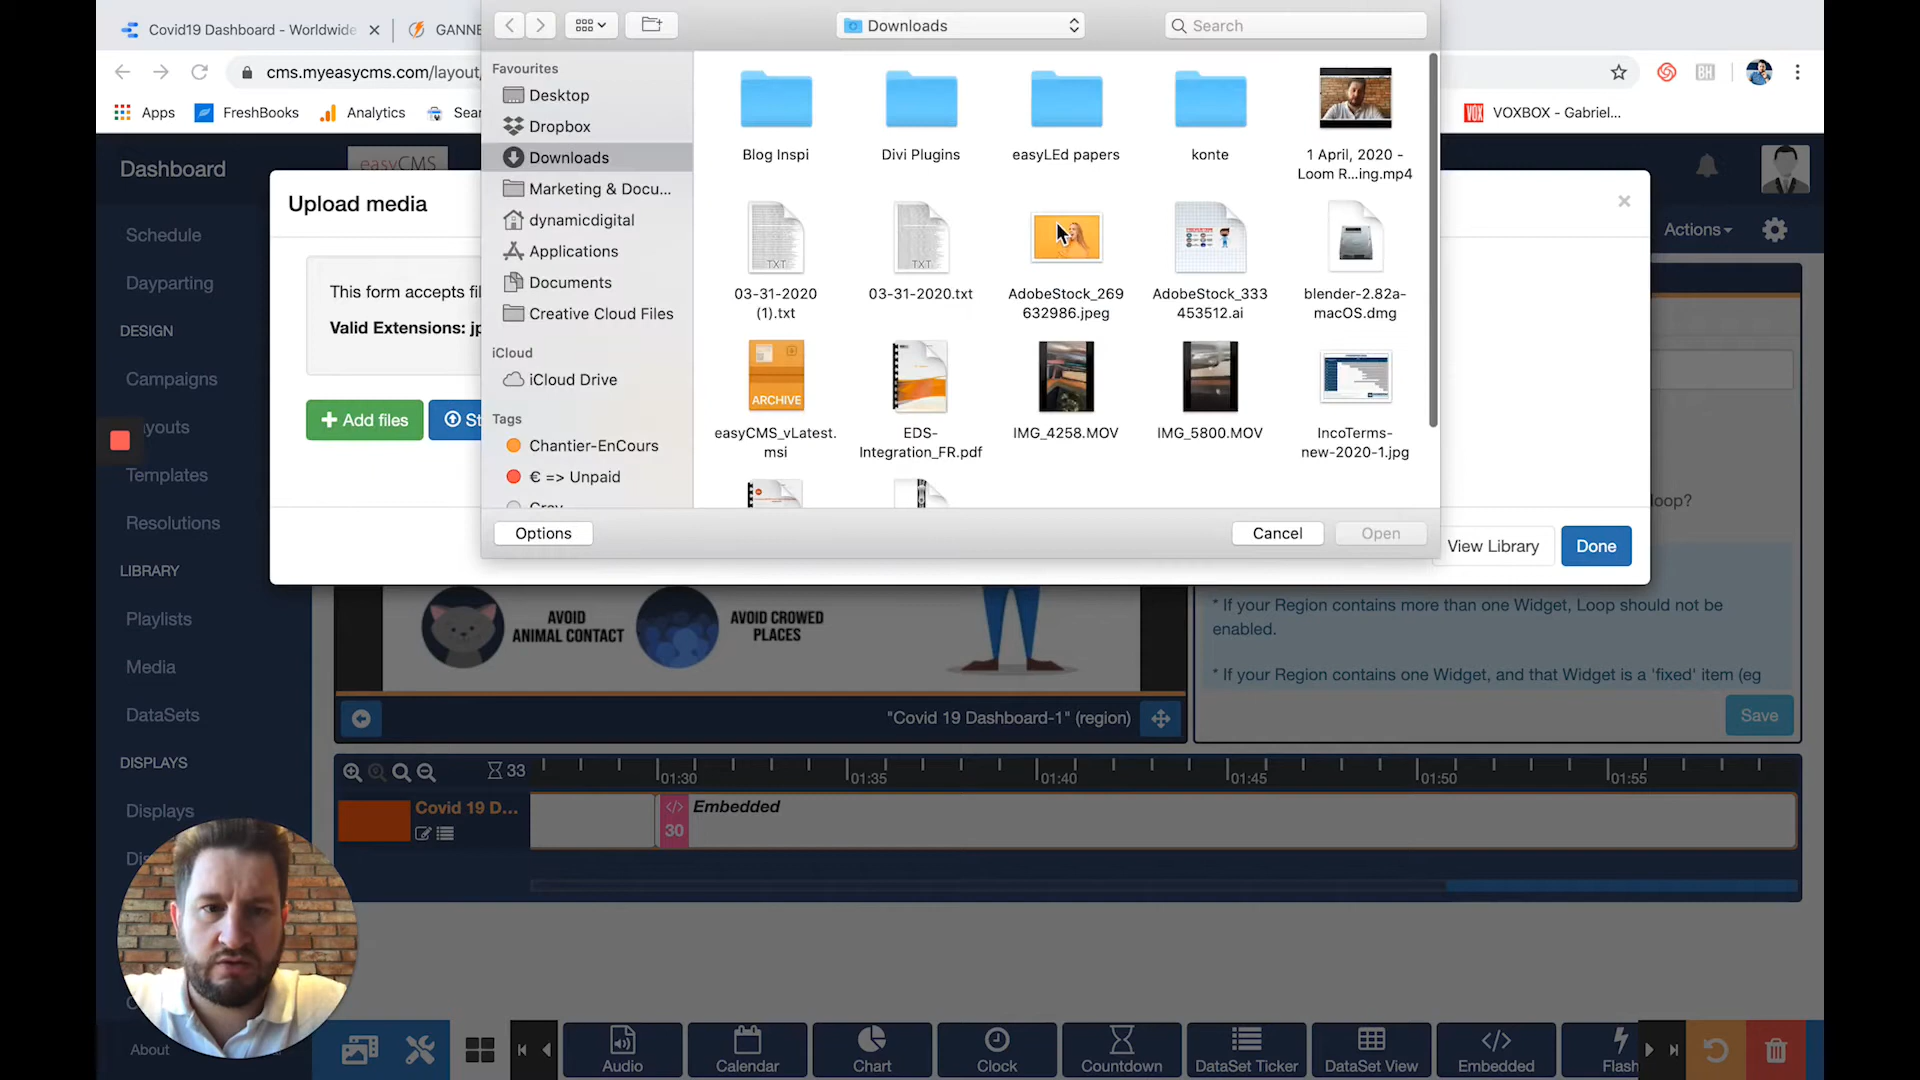 Covid19 Dashboard - Worldwide
GANNE
Downloads
Search
cms.myeasycms.com/layout,
Apps
FreshBooks
Analytics
Sear
VOXBOX - Gabriel...
Favourites
Desktop
Dropbox
Downloads
Marketing & Docu...
dynamicdigital
Applications
Documents
Creative Cloud Files
iCloud
iCloud Drive
Tags
Chantier-EnCours
€ => Unpaid
Gray
Blog Inspi
Divi Plugins
easyLEd papers
konte
1 April, 2020 -
Loom R...ing.mp4
TXT
TXT
03-31-2020
(1).txt
03-31-2020.txt
AdobeStock_269
632986.jpeg
AdobeStock_333
453512.ai
blender-2.82a-
macOS.dmg
ARCHIVE
easyCMS_vLatest.
msi
EDS-
Integration_FR.pdf
IMG_4258.MOV
IMG_5800.MOV
IncoTerms-
new-2020-1.jpg
Options
Cancel
Open
Dashboard
easyCMS
Schedule
Dayparting
DESIGN
Campaigns
Layouts
Templates
Resolutions
LIBRARY
Playlists
Media
DataSets
DISPLAYS
Displays
About
Actions
Upload media
×
This form accepts fil
Valid Extensions: jp
Add files
St
View Library
Done
loop?
* If your Region contains more than one Widget, Loop should not be
enabled.
* If your Region contains one Widget, and that Widget is a 'fixed' item (eg
Save
AVOID
ANIMAL CONTACT
AVOID CROWED
PLACES
"Covid 19 Dashboard-1" (region)
33
01:30
01:35
01:40
01:45
01:50
01:55
Covid 19 D...
30
Embedded
Audio
Calendar
Chart
Clock
Countdown
DataSet Ticker
DataSet View
Embedded
Flash